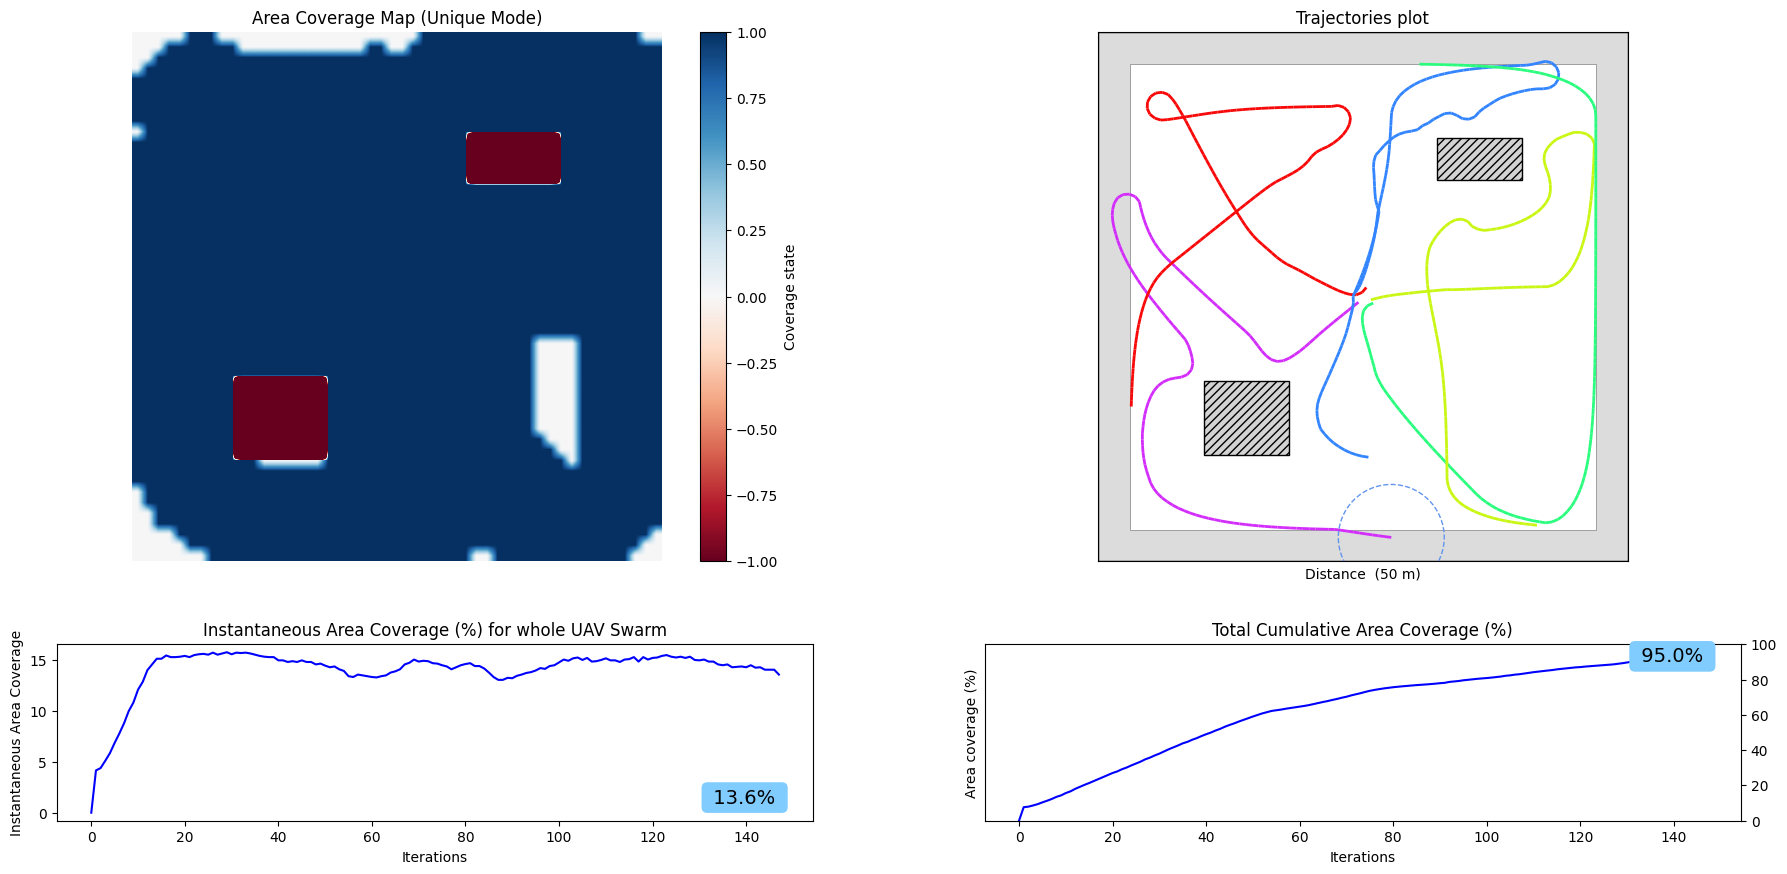 Area Coverage Map (Unique Mode)
1.00
0.75
0.50
0.25
0.00
−0.25
−0.50
−0.75
−1.00
Coverage state
Trajectories plot
Distance  (50 m)
Instantaneous Area Coverage (%) for whole UAV Swarm
Instantaneous Area Coverage
15
10
5
0
13.6%
0 20 40 60 80 100 120 140
Iterations
Total Cumulative Area Coverage (%)
Area coverage (%)
95.0%
100
80
60
40
20
0
0 20 40 60 80 100 120 140
Iterations